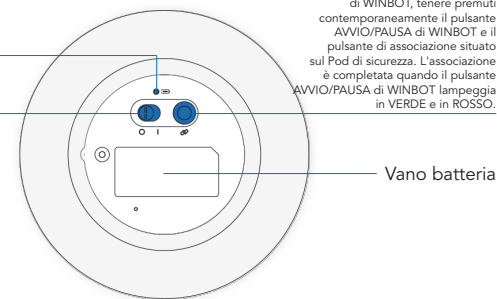 di WINBOT, tenere premuti
contemporaneamente il pulsante
AVVIO/PAUSA di WINBOT e il
pulsante di associazione situato
sul Pod di sicurezza. L'associazione
è completata quando il pulsante
AVVIO/PAUSA di WINBOT lampeggia
in VERDE e in ROSSO.
Vano batteria